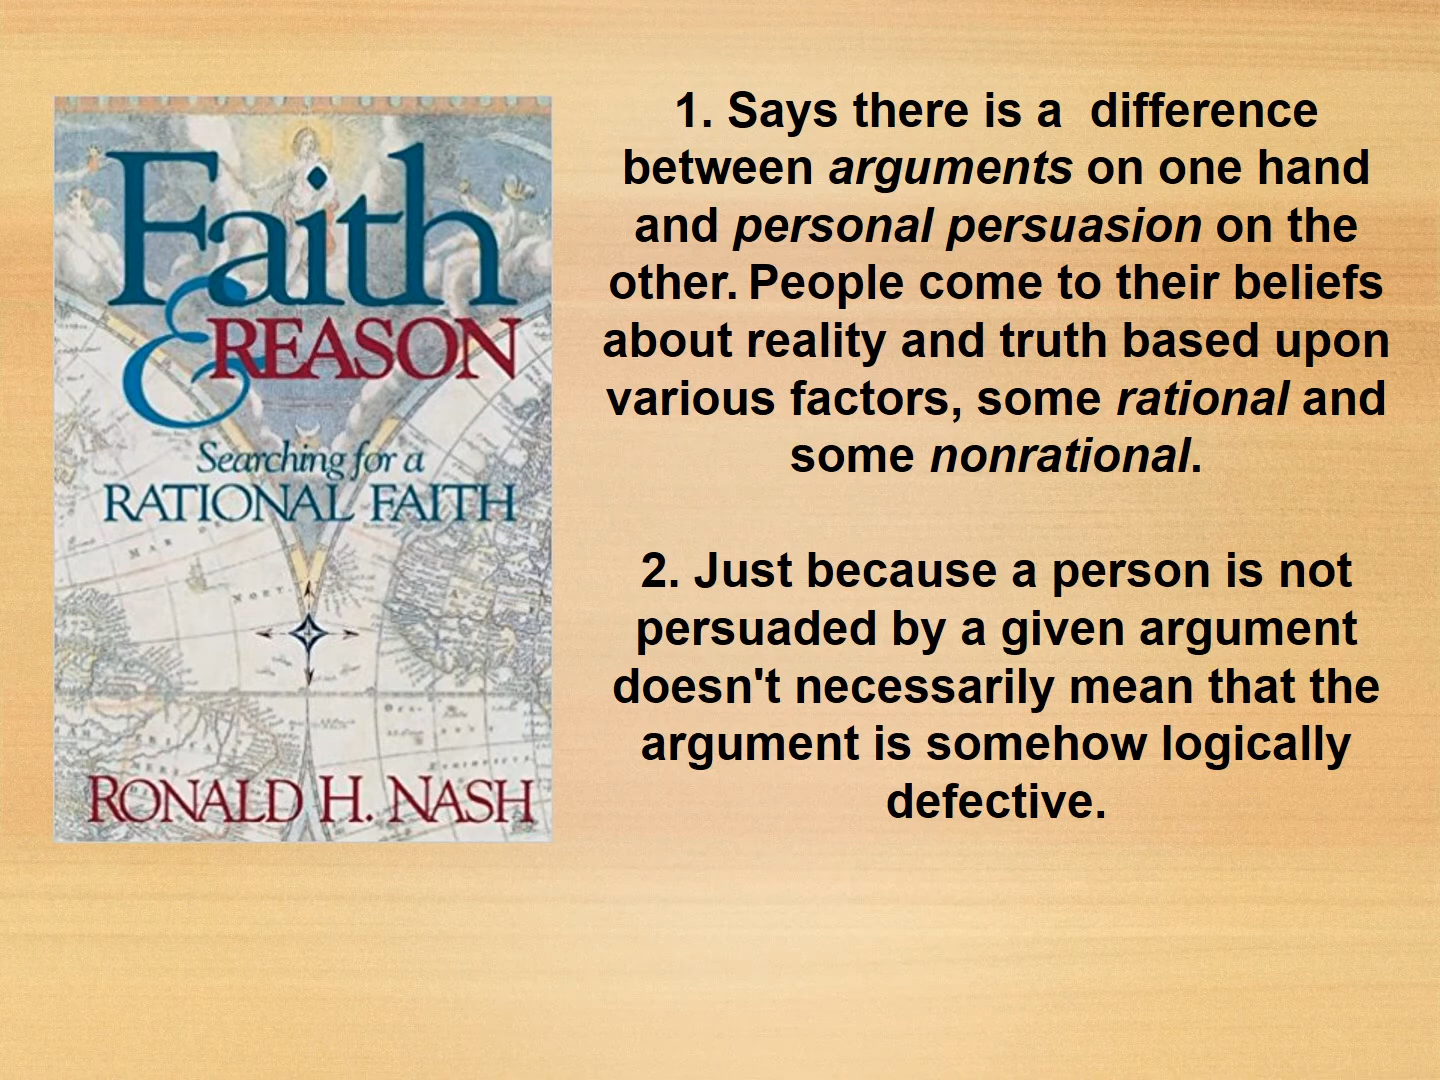 Faith
& REASON
Searching for a
RATIONAL FAITH
RONALD H. NASH
1. Says there is a  difference
between arguments on one hand
and personal persuasion on the
other. People come to their beliefs
about reality and truth based upon
various factors, some rational and
some nonrational.
2. Just because a person is not
persuaded by a given argument
doesn't necessarily mean that the
argument is somehow logically
defective.